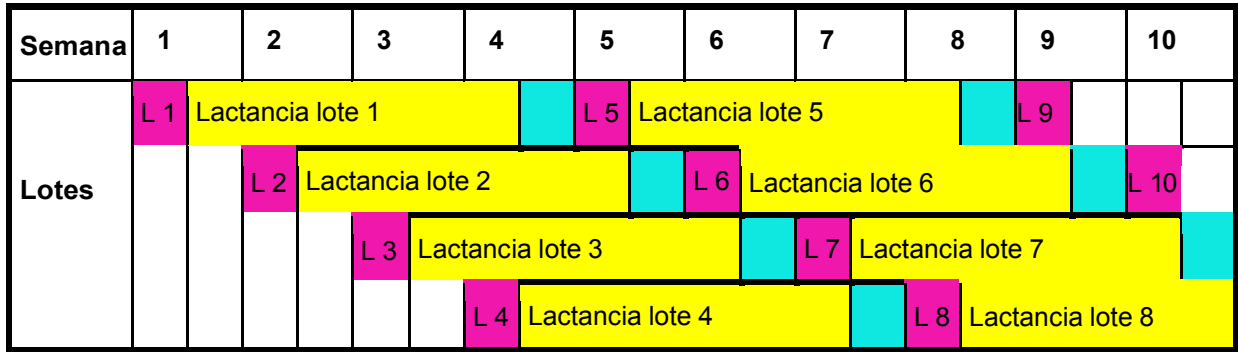 Semana 1 2 3 4 5 6 7 8 9 10
L 1 Lactancia lote 1 L 5 Lactancia lote 5 L 9
Lotes L 2 Lactancia lote 2 L 6 Lactancia lote 6 L 10
L 3 Lactancia lote 3 L 7 Lactancia lote 7
L 4 Lactancia lote 4 L 8 Lactancia lote 8